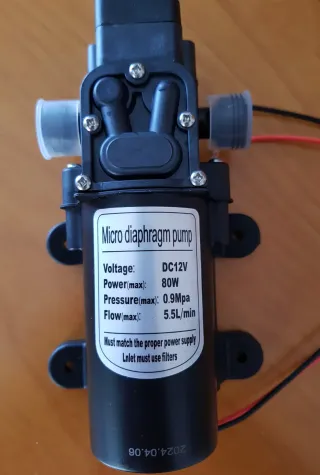 Micro diaphragm pump
Voltage: DC12V
Power(max): 80W
Pressure(max): 0.9Mpa
Flow(max): 5.5L/min
Must match the proper power supply
Lnlet must use filters
2024.04.06